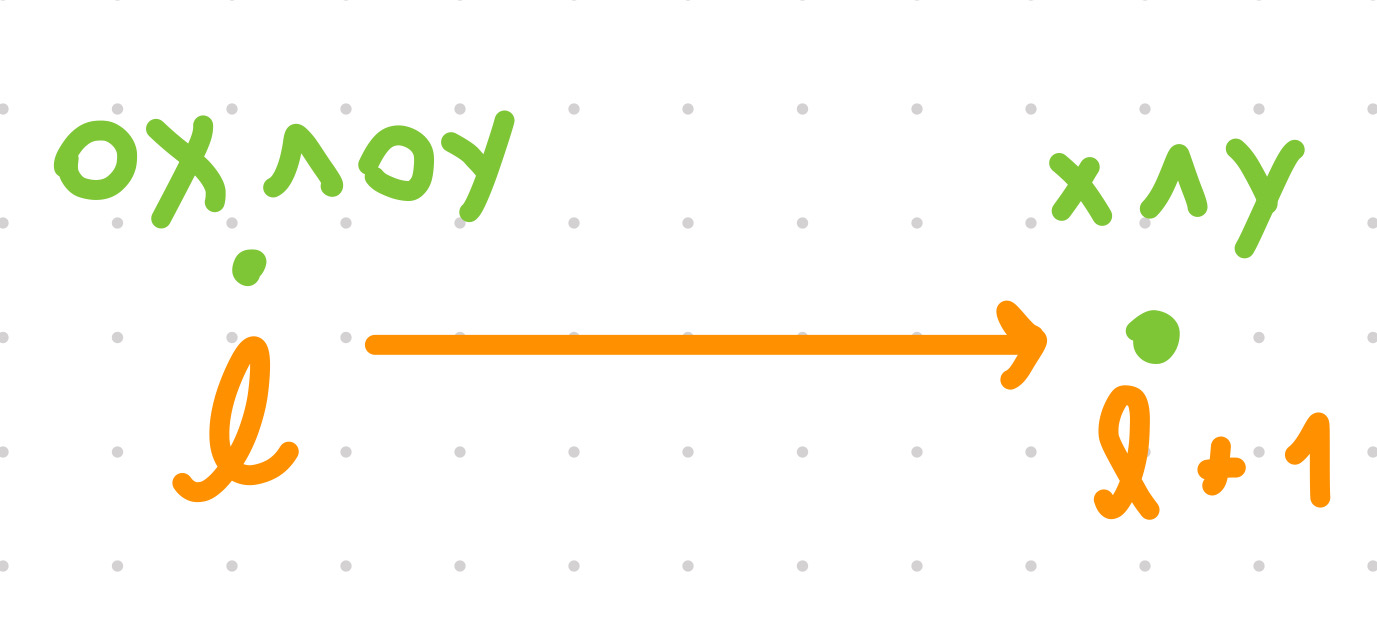 ox ∧ oy
x ∧ y
ℓ
ℓ + 1